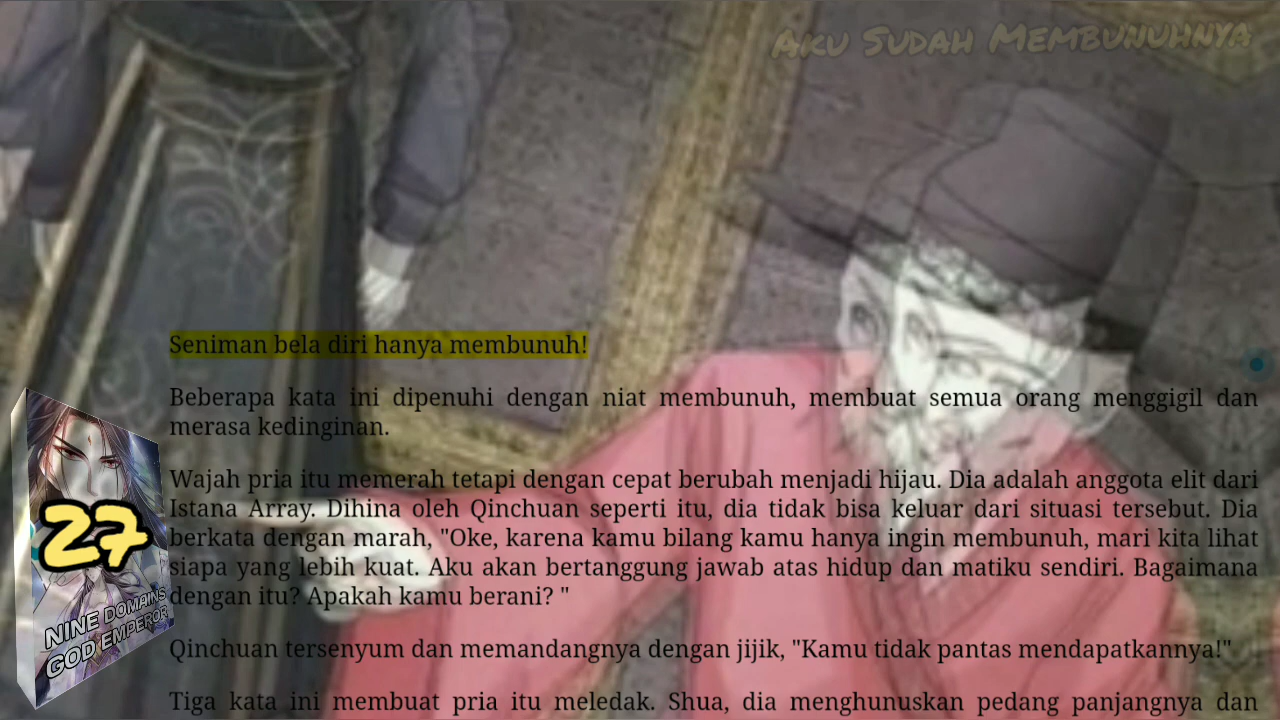 Aku Sudah Membunuhnya
Seniman bela diri hanya membunuh!
Beberapa kata ini dipenuhi dengan niat membunuh, membuat semua orang menggigil dan
merasa kedinginan.
Wajah pria itu memerah tetapi dengan cepat berubah menjadi hijau. Dia adalah anggota elit dari
Istana Array. Dihina oleh Qinchuan seperti itu, dia tidak bisa keluar dari situasi tersebut. Dia
berkata dengan marah, "Oke, karena kamu bilang kamu hanya ingin membunuh, mari kita lihat
siapa yang lebih kuat. Aku akan bertanggung jawab atas hidup dan matiku sendiri. Bagaimana
dengan itu? Apakah kamu berani? "
Qinchuan tersenyum dan memandangnya dengan jijik, "Kamu tidak pantas mendapatkannya!"
Tiga kata ini membuat pria itu meledak. Shua, dia menghunuskan pedang panjangnya dan
27
NINE DOMAINS
GOD EMPEROR